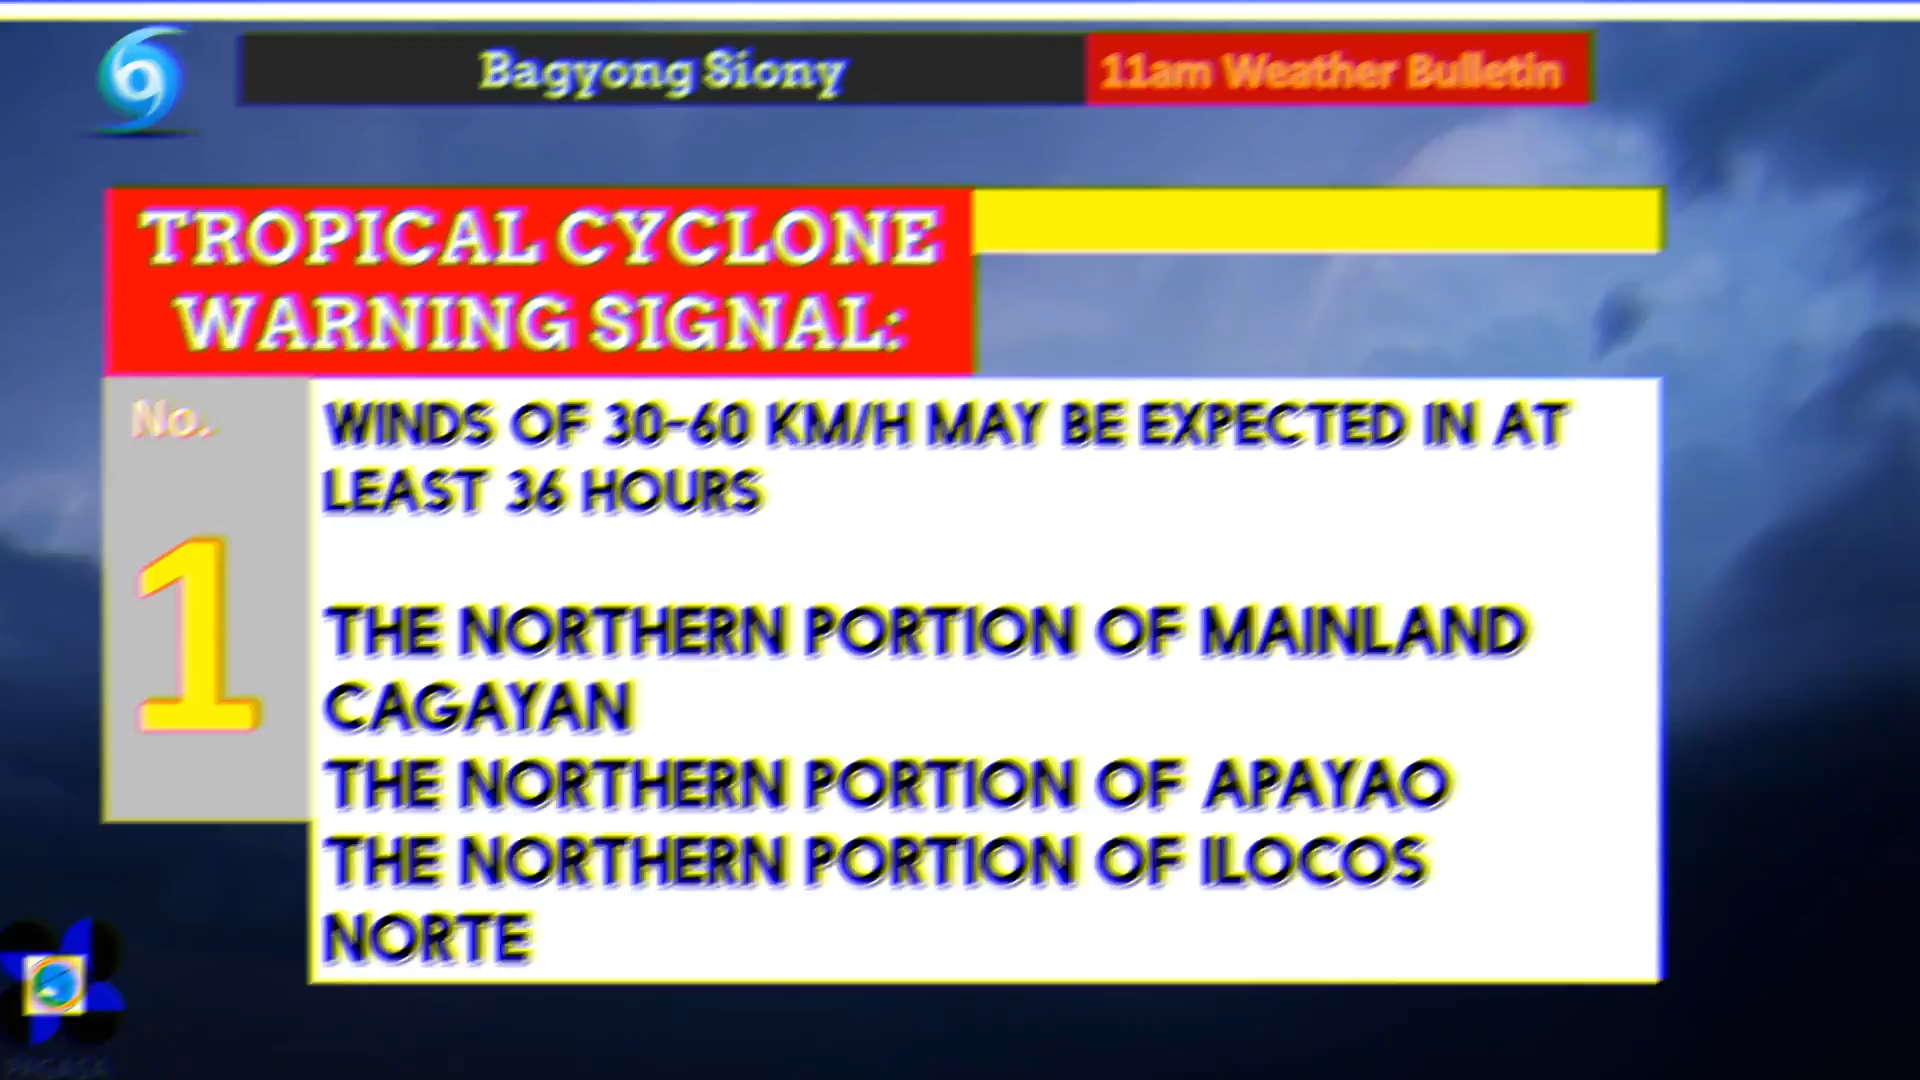 Bagyong Siony
11am Weather Bulletin
TROPICAL CYCLONE
WARNING SIGNAL:
No.
1
WINDS OF 30-60 KM/H MAY BE EXPECTED IN AT
LEAST 36 HOURS
THE NORTHERN PORTION OF MAINLAND
CAGAYAN
THE NORTHERN PORTION OF APAYAO
THE NORTHERN PORTION OF ILOCOS
NORTE
PAGASA